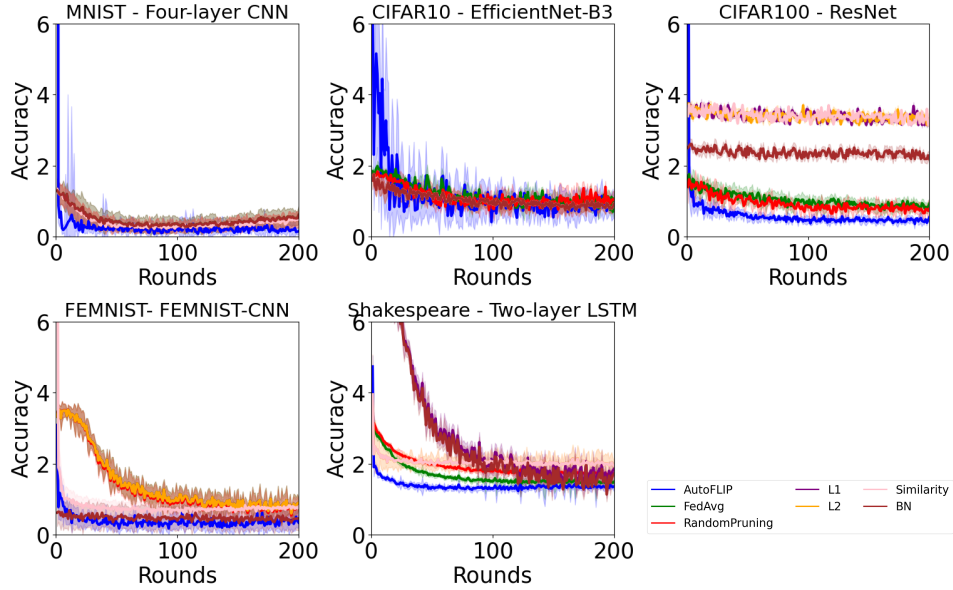 MNIST - Four-layer CNN
6
4
2
0
Accuracy
0
100
200
Rounds
CIFAR10 - EfficientNet-B3
6
4
2
0
Accuracy
0
100
200
Rounds
CIFAR100 - ResNet
6
4
2
0
Accuracy
0
100
200
Rounds
FEMNIST- FEMNIST-CNN
6
4
2
0
Accuracy
0
100
200
Rounds
Shakespeare - Two-layer LSTM
6
4
2
0
Accuracy
0
100
200
Rounds
AutoFLIP
FedAvg
RandomPruning
L1
L2
Similarity
BN